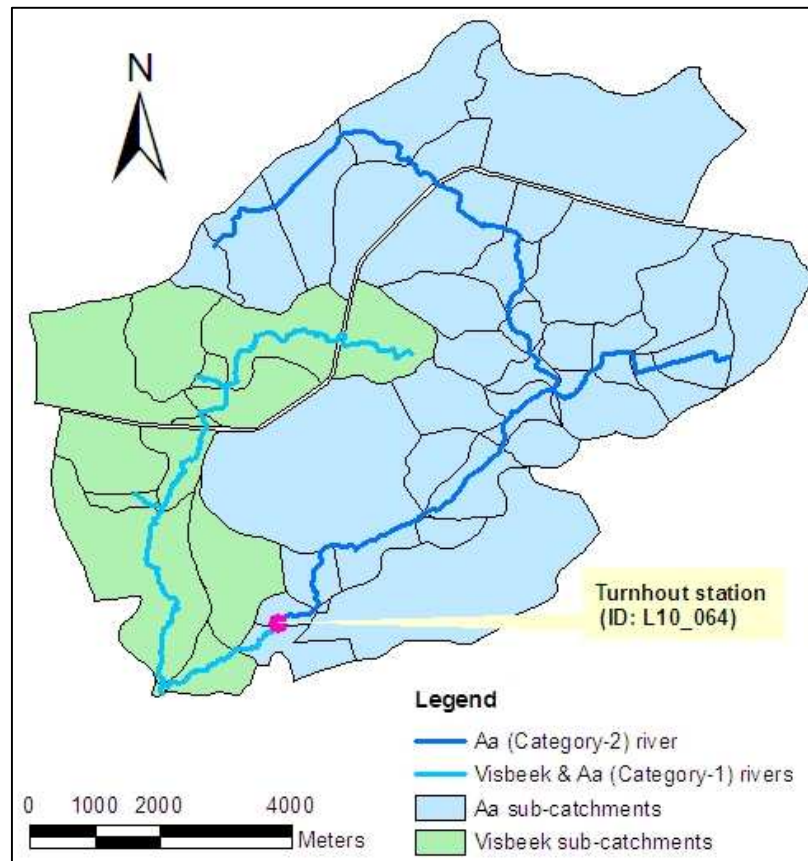 N
Turnhout station
(ID: L10_064)
Legend
Aa (Category-2) river
Visbeek & Aa (Category-1) rivers
Aa sub-catchments
Visbeek sub-catchments
0 1000 2000 4000
Meters